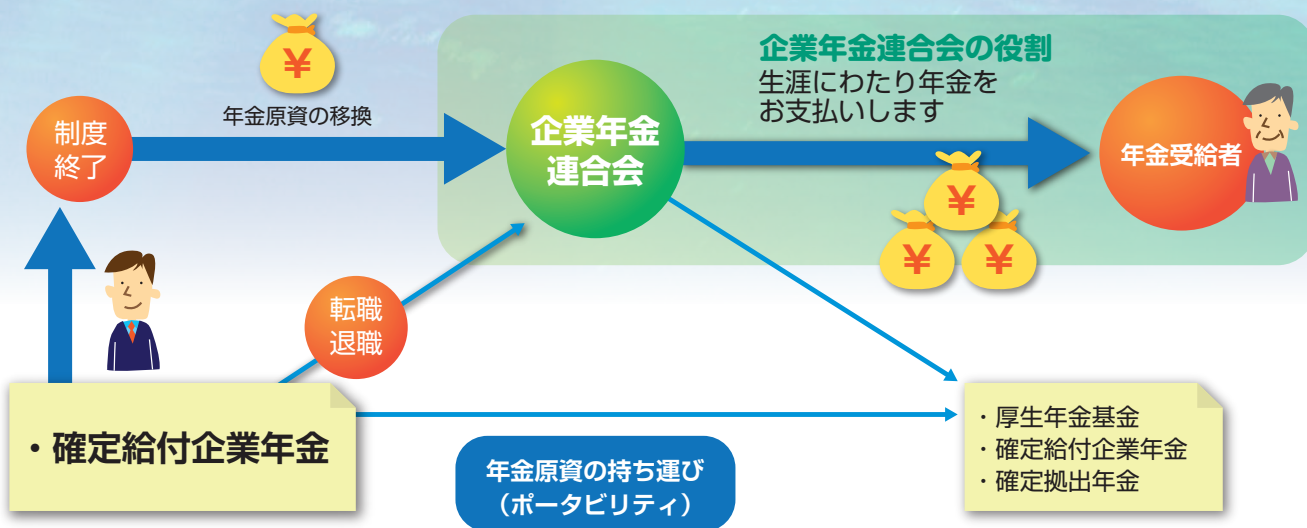 ¥
年金原資の移換
制度
終了
企業年金
連合会
企業年金連合会の役割
生涯にわたり年金を
お支払いします
年金受給者
¥
¥
¥
転職
退職
・確定給付企業年金
年金原資の持ち運び
(ポータビリティ)
・厚生年金基金
・確定給付企業年金
・確定拠出年金